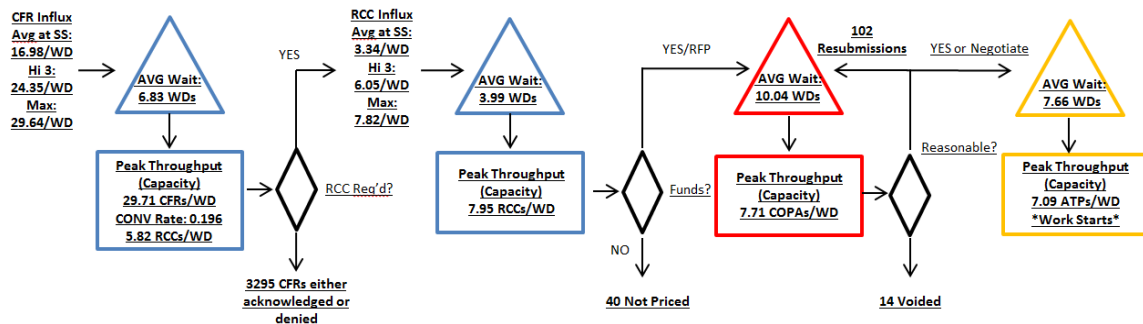 CFR Influx
Avg at SS:
16.98/WD
Hi 3:
24.35/WD
Max:
29.64/WD
AVG Wait:
6.83 WDs
Peak Throughput
(Capacity)
29.71 CFRs/WD
CONV Rate: 0.196
5.82 RCCs/WD
YES
RCC Req'd?
3295 CFRs either
acknowledged or
denied
RCC Influx
Avg at SS:
3.34/WD
Hi 3:
6.05/WD
Max:
7.82/WD
AVG Wait:
3.99 WDs
Peak Throughput
(Capacity)
7.95 RCCs/WD
YES/RFP
Funds?
NO
40 Not Priced
AVG Wait:
10.04 WDs
Peak Throughput
(Capacity)
7.71 COPAs/WD
102
Resubmissions
YES or Negotiate
Reasonable?
14 Voided
AVG Wait:
7.66 WDs
Peak Throughput
(Capacity)
7.09 ATPs/WD
*Work Starts*